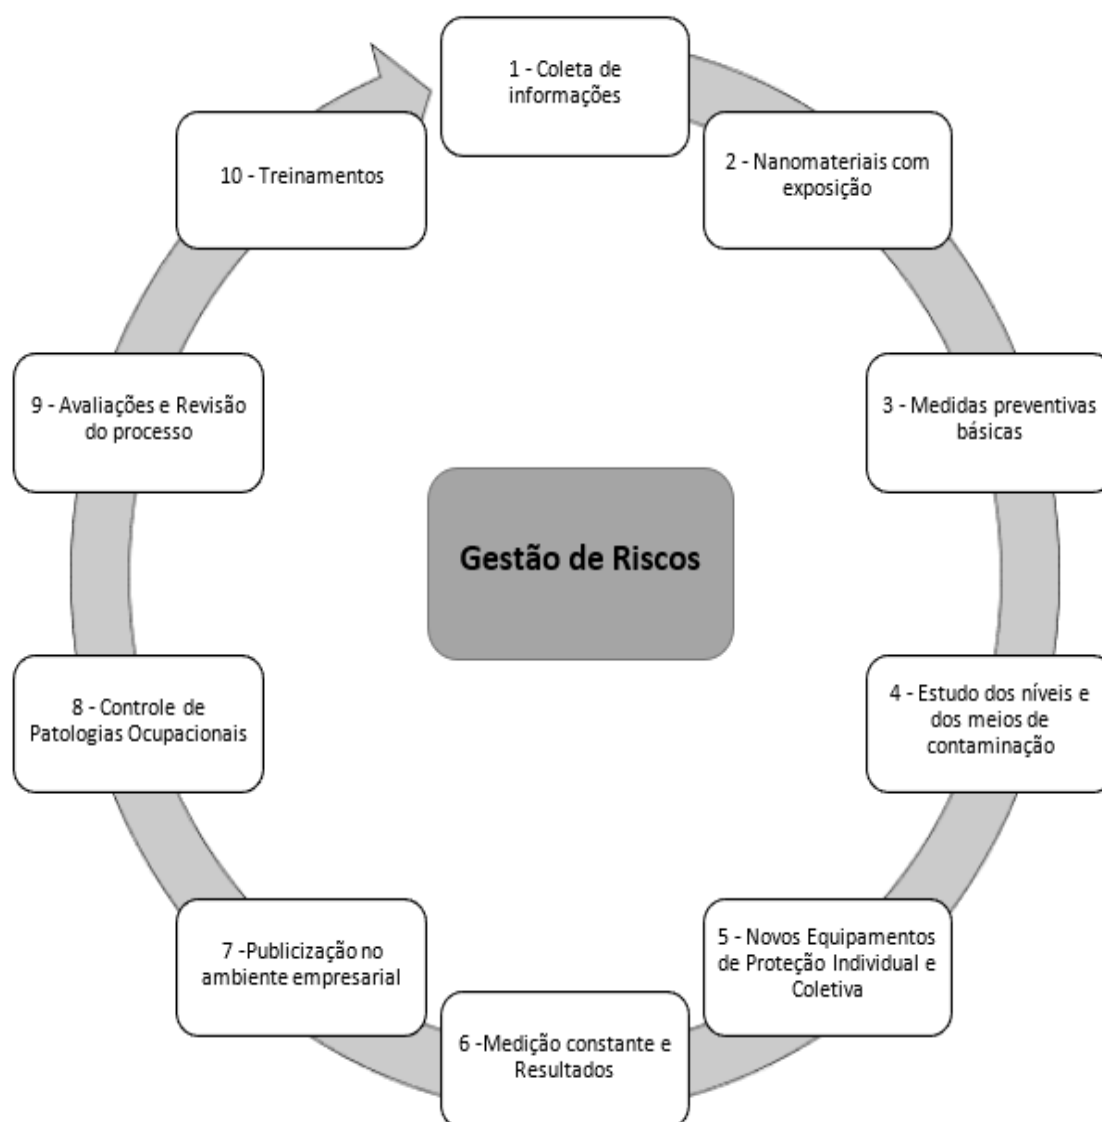 1 - Coleta de
informações
2 - Nanomateriais com
exposição
3 - Medidas preventivas
básicas
4 - Estudo dos níveis e
dos meios de
contaminação
5 - Novos Equipamentos
de Proteção Individual e
Coletiva
6 -Medição constante e
Resultados
7 -Publicização no
ambiente empresarial
8 - Controle de
Patologias Ocupacionais
9 - Avaliações e Revisão
do processo
10 - Treinamentos
Gestão de Riscos